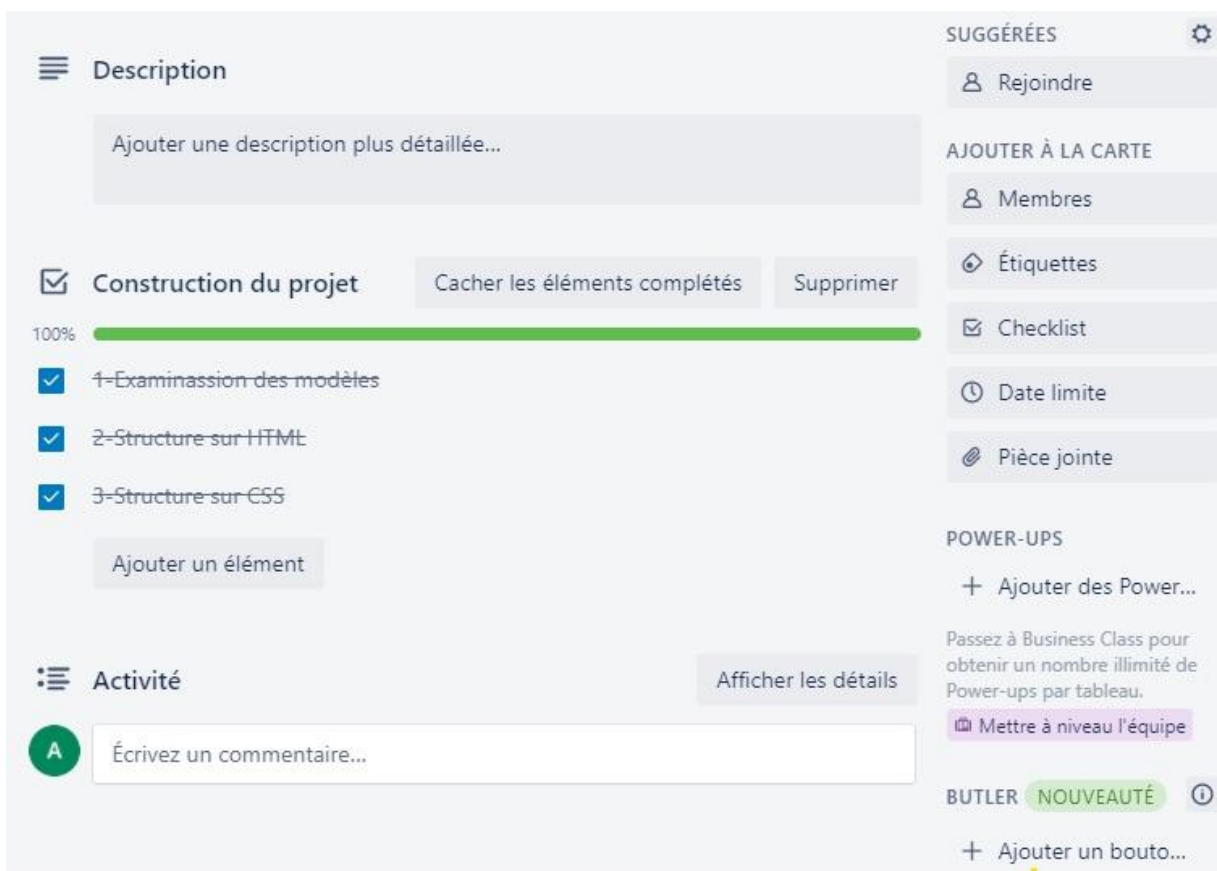 Description
Ajouter une description plus détaillée...
Construction du projet
Cacher les éléments complétés
Supprimer
100%
1-Examinassion des modèles
2-Structure sur HTML
3-Structure sur CSS
Ajouter un élément
Activité
Afficher les détails
A
Écrivez un commentaire...
SUGGÉRÉES
Rejoindre
AJOUTER À LA CARTE
Membres
Étiquettes
Checklist
Date limite
Pièce jointe
POWER-UPS
+ Ajouter des Power...
Passez à Business Class pour
obtenir un nombre illimité de
Power-ups par tableau.
Mettre à niveau l'équipe
BUTLER NOUVEAUTÉ
+ Ajouter un bouto...